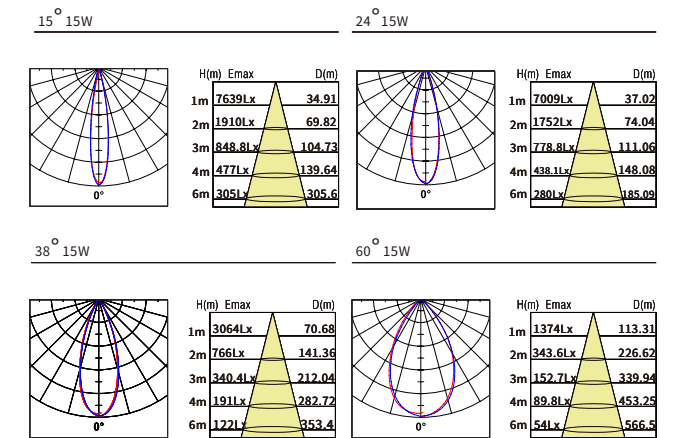 15° 15W
24° 15W
H(m) Emax D(m)
1m 7639Lx 34.91
2m 1910Lx 69.82
3m 848.8Lx 104.73
4m 477Lx 139.64
6m 305Lx 305.6
0°
H(m) Emax D(m)
1m 7009Lx 37.02
2m 1752Lx 74.04
3m 778.8Lx 111.06
4m 438.1Lx 148.08
6m 280Lx 185.09
0°
38° 15W
60° 15W
H(m) Emax D(m)
1m 3064Lx 70.68
2m 766Lx 141.36
3m 340.4Lx 212.04
4m 191Lx 282.72
6m 122Lx 353.4
0°
H(m) Emax D(m)
1m 1374Lx 113.31
2m 343.6Lx 226.62
3m 152.7Lx 339.94
4m 89.8Lx 453.25
6m 54Lx 566.5
0°